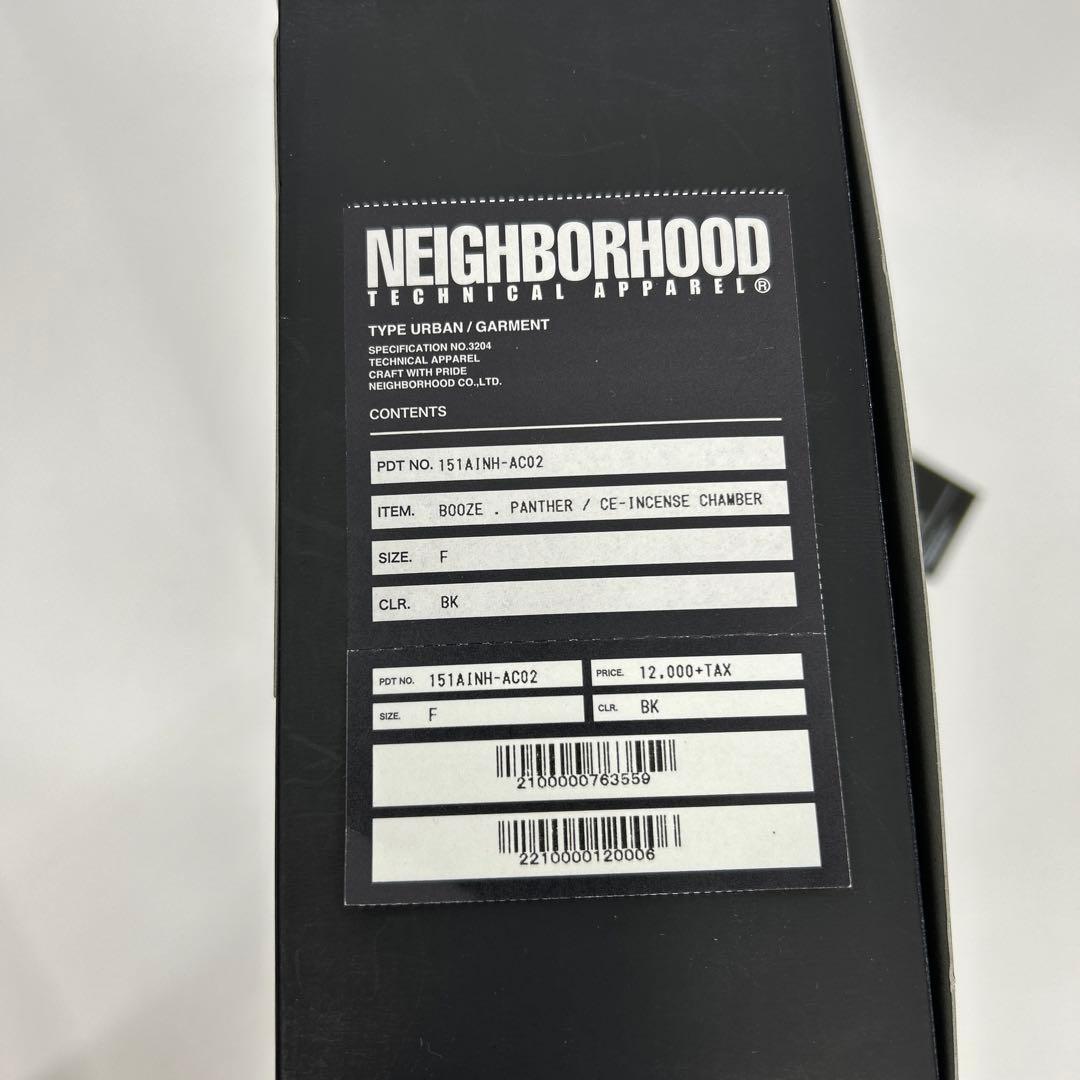 NEIGHBORHOOD
TECHNICAL APPAREL®
TYPE URBAN / GARMENT
SPECIFICATION NO.3204
TECHNICAL APPAREL
CRAFT WITH PRIDE
NEIGHBORHOOD CO.,LTD.
CONTENTS
PDT NO. 151AINH-AC02
ITEM. BOOZE . PANTHER / CE-INCENSE CHAMBER
SIZE. F
CLR. BK
PDT NO. 151AINH-AC02 PRICE. 12,000+TAX
SIZE. F CLR. BK
2100000763559
2210000120006